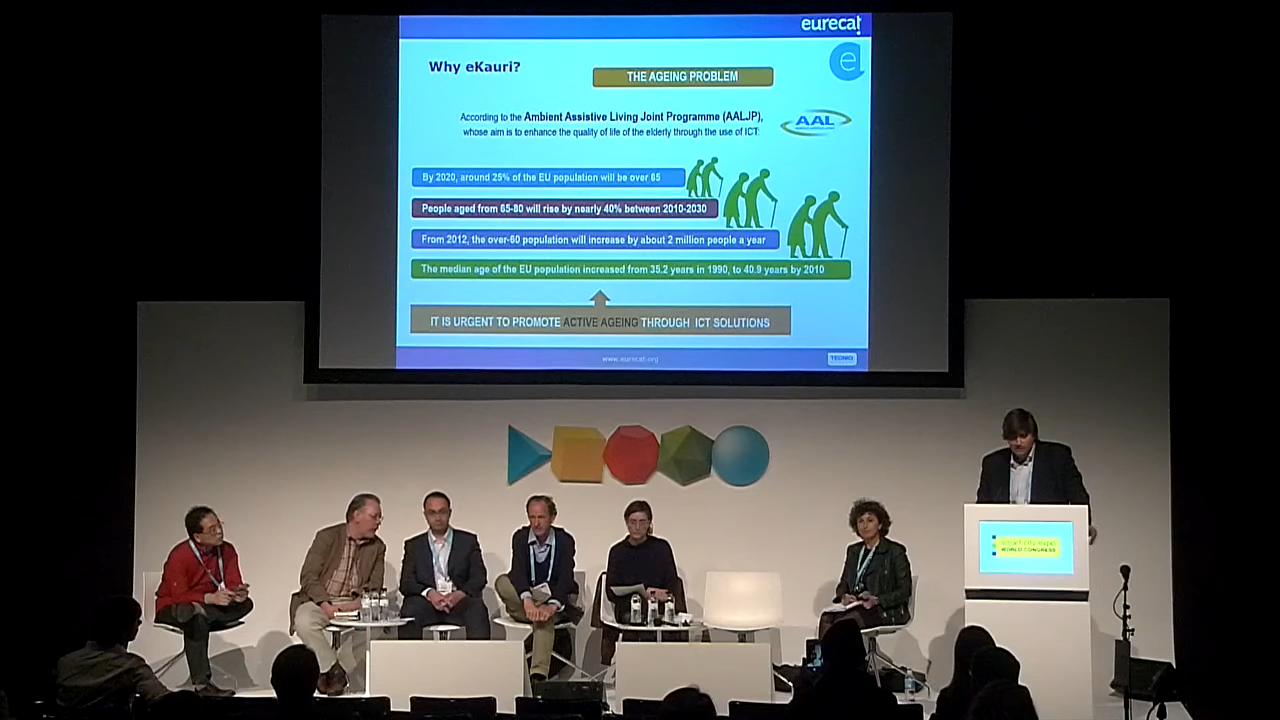 eurecat
e
Why eKauri?
THE AGEING PROBLEM
According to the Ambient Assistive Living Joint Programme (AALJP),
whose aim is to enhance the quality of life of the elderly through the use of ICT:
AAL
By 2020, around 25% of the EU population will be over 65
People aged from 65-80 will rise by nearly 40% between 2010-2030
From 2012, the over-60 population will increase by about 2 million people a year
The median age of the EU population increased from 35.2 years in 1990, to 40.9 years by 2010
IT IS URGENT TO PROMOTE ACTIVE AGEING THROUGH ICT SOLUTIONS
www.eurecat.org
TECNIO
WORLD CONGRESS